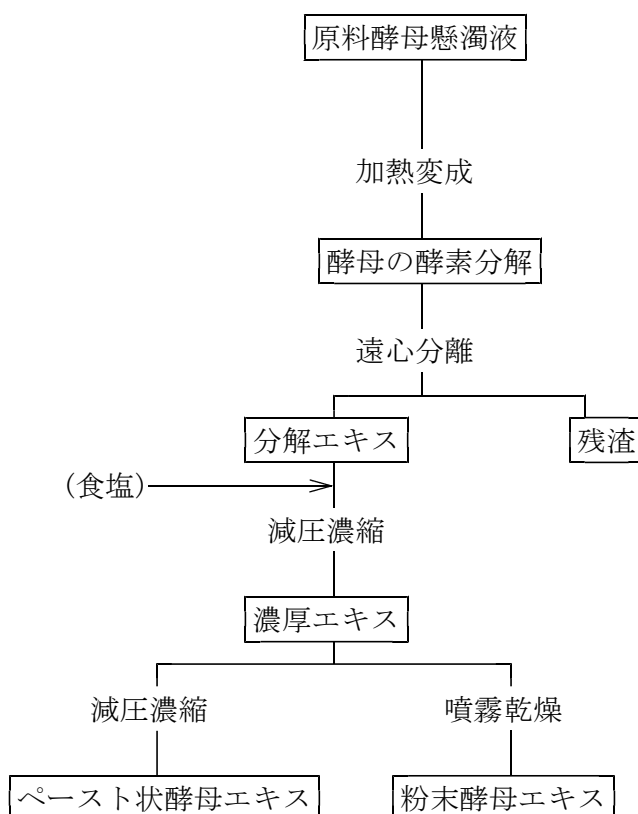 原料酵母懸濁液
加熱変成
酵母の酵素分解
遠心分離
分解エキス
残渣
(食塩)
減圧濃縮
濃厚エキス
減圧濃縮
噴霧乾燥
ペースト状酵母エキス
粉末酵母エキス